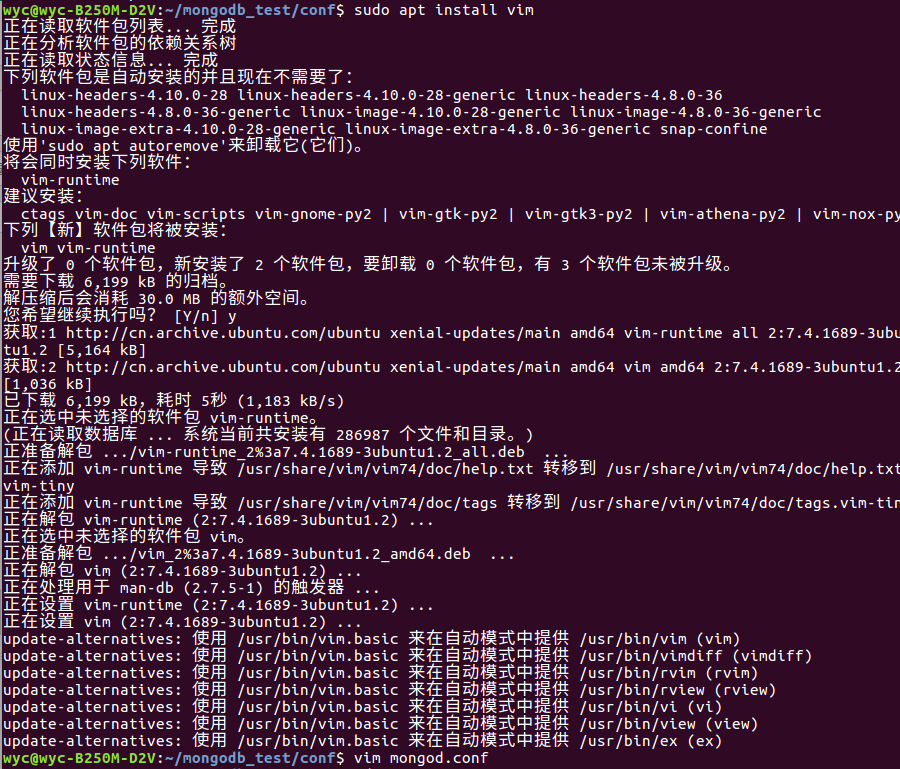 wyc@wyc-B250M-D2V:~/mongodb_test/conf$ sudo apt install vim
正在读取软件包列表... 完成
正在分析软件包的依赖关系树
正在读取状态信息... 完成
下列软件包是自动安装的并且现在不需要了：
  linux-headers-4.10.0-28 linux-headers-4.10.0-28-generic linux-headers-4.8.0-36
  linux-headers-4.8.0-36-generic linux-image-4.10.0-28-generic linux-image-4.8.0-36-generic
  linux-image-extra-4.10.0-28-generic linux-image-extra-4.8.0-36-generic snap-confine
使用'sudo apt autoremove'来卸载它(它们)。
将会同时安装下列软件：
  vim-runtime
建议安装：
  ctags vim-doc vim-scripts vim-gnome-py2 | vim-gtk-py2 | vim-gtk3-py2 | vim-athena-py2 | vim-nox-py
下列【新】软件包将被安装：
  vim vim-runtime
升级了 0 个软件包，新安装了 2 个软件包，要卸载 0 个软件包，有 3 个软件包未被升级。
需要下载 6,199 kB 的归档。
解压缩后会消耗 30.0 MB 的额外空间。
您希望继续执行吗？ [Y/n] y
获取:1 http://cn.archive.ubuntu.com/ubuntu xenial-updates/main amd64 vim-runtime all 2:7.4.1689-3ubu
tu1.2 [5,164 kB]
获取:2 http://cn.archive.ubuntu.com/ubuntu xenial-updates/main amd64 vim amd64 2:7.4.1689-3ubuntu1.2
[1,036 kB]
已下载 6,199 kB，耗时 5秒 (1,183 kB/s)
正在选中未选择的软件包 vim-runtime。
(正在读取数据库 ... 系统当前共安装有 286987 个文件和目录。)
正准备解包 .../vim-runtime_2%3a7.4.1689-3ubuntu1.2_all.deb  ...
正在添加 vim-runtime 导致 /usr/share/vim/vim74/doc/help.txt 转移到 /usr/share/vim/vim74/doc/help.txt
vim-tiny
正在添加 vim-runtime 导致 /usr/share/vim/vim74/doc/tags 转移到 /usr/share/vim/vim74/doc/tags.vim-tin
正在解包 vim-runtime (2:7.4.1689-3ubuntu1.2) ...
正在选中未选择的软件包 vim。
正准备解包 .../vim_2%3a7.4.1689-3ubuntu1.2_amd64.deb  ...
正在解包 vim (2:7.4.1689-3ubuntu1.2) ...
正在处理用于 man-db (2.7.5-1) 的触发器 ...
正在设置 vim-runtime (2:7.4.1689-3ubuntu1.2) ...
正在设置 vim (2:7.4.1689-3ubuntu1.2) ...
update-alternatives: 使用 /usr/bin/vim.basic 来在自动模式中提供 /usr/bin/vim (vim)
update-alternatives: 使用 /usr/bin/vim.basic 来在自动模式中提供 /usr/bin/vimdiff (vimdiff)
update-alternatives: 使用 /usr/bin/vim.basic 来在自动模式中提供 /usr/bin/rvim (rvim)
update-alternatives: 使用 /usr/bin/vim.basic 来在自动模式中提供 /usr/bin/rview (rview)
update-alternatives: 使用 /usr/bin/vim.basic 来在自动模式中提供 /usr/bin/vi (vi)
update-alternatives: 使用 /usr/bin/vim.basic 来在自动模式中提供 /usr/bin/view (view)
update-alternatives: 使用 /usr/bin/vim.basic 来在自动模式中提供 /usr/bin/ex (ex)
wyc@wyc-B250M-D2V:~/mongodb_test/conf$ vim mongod.conf